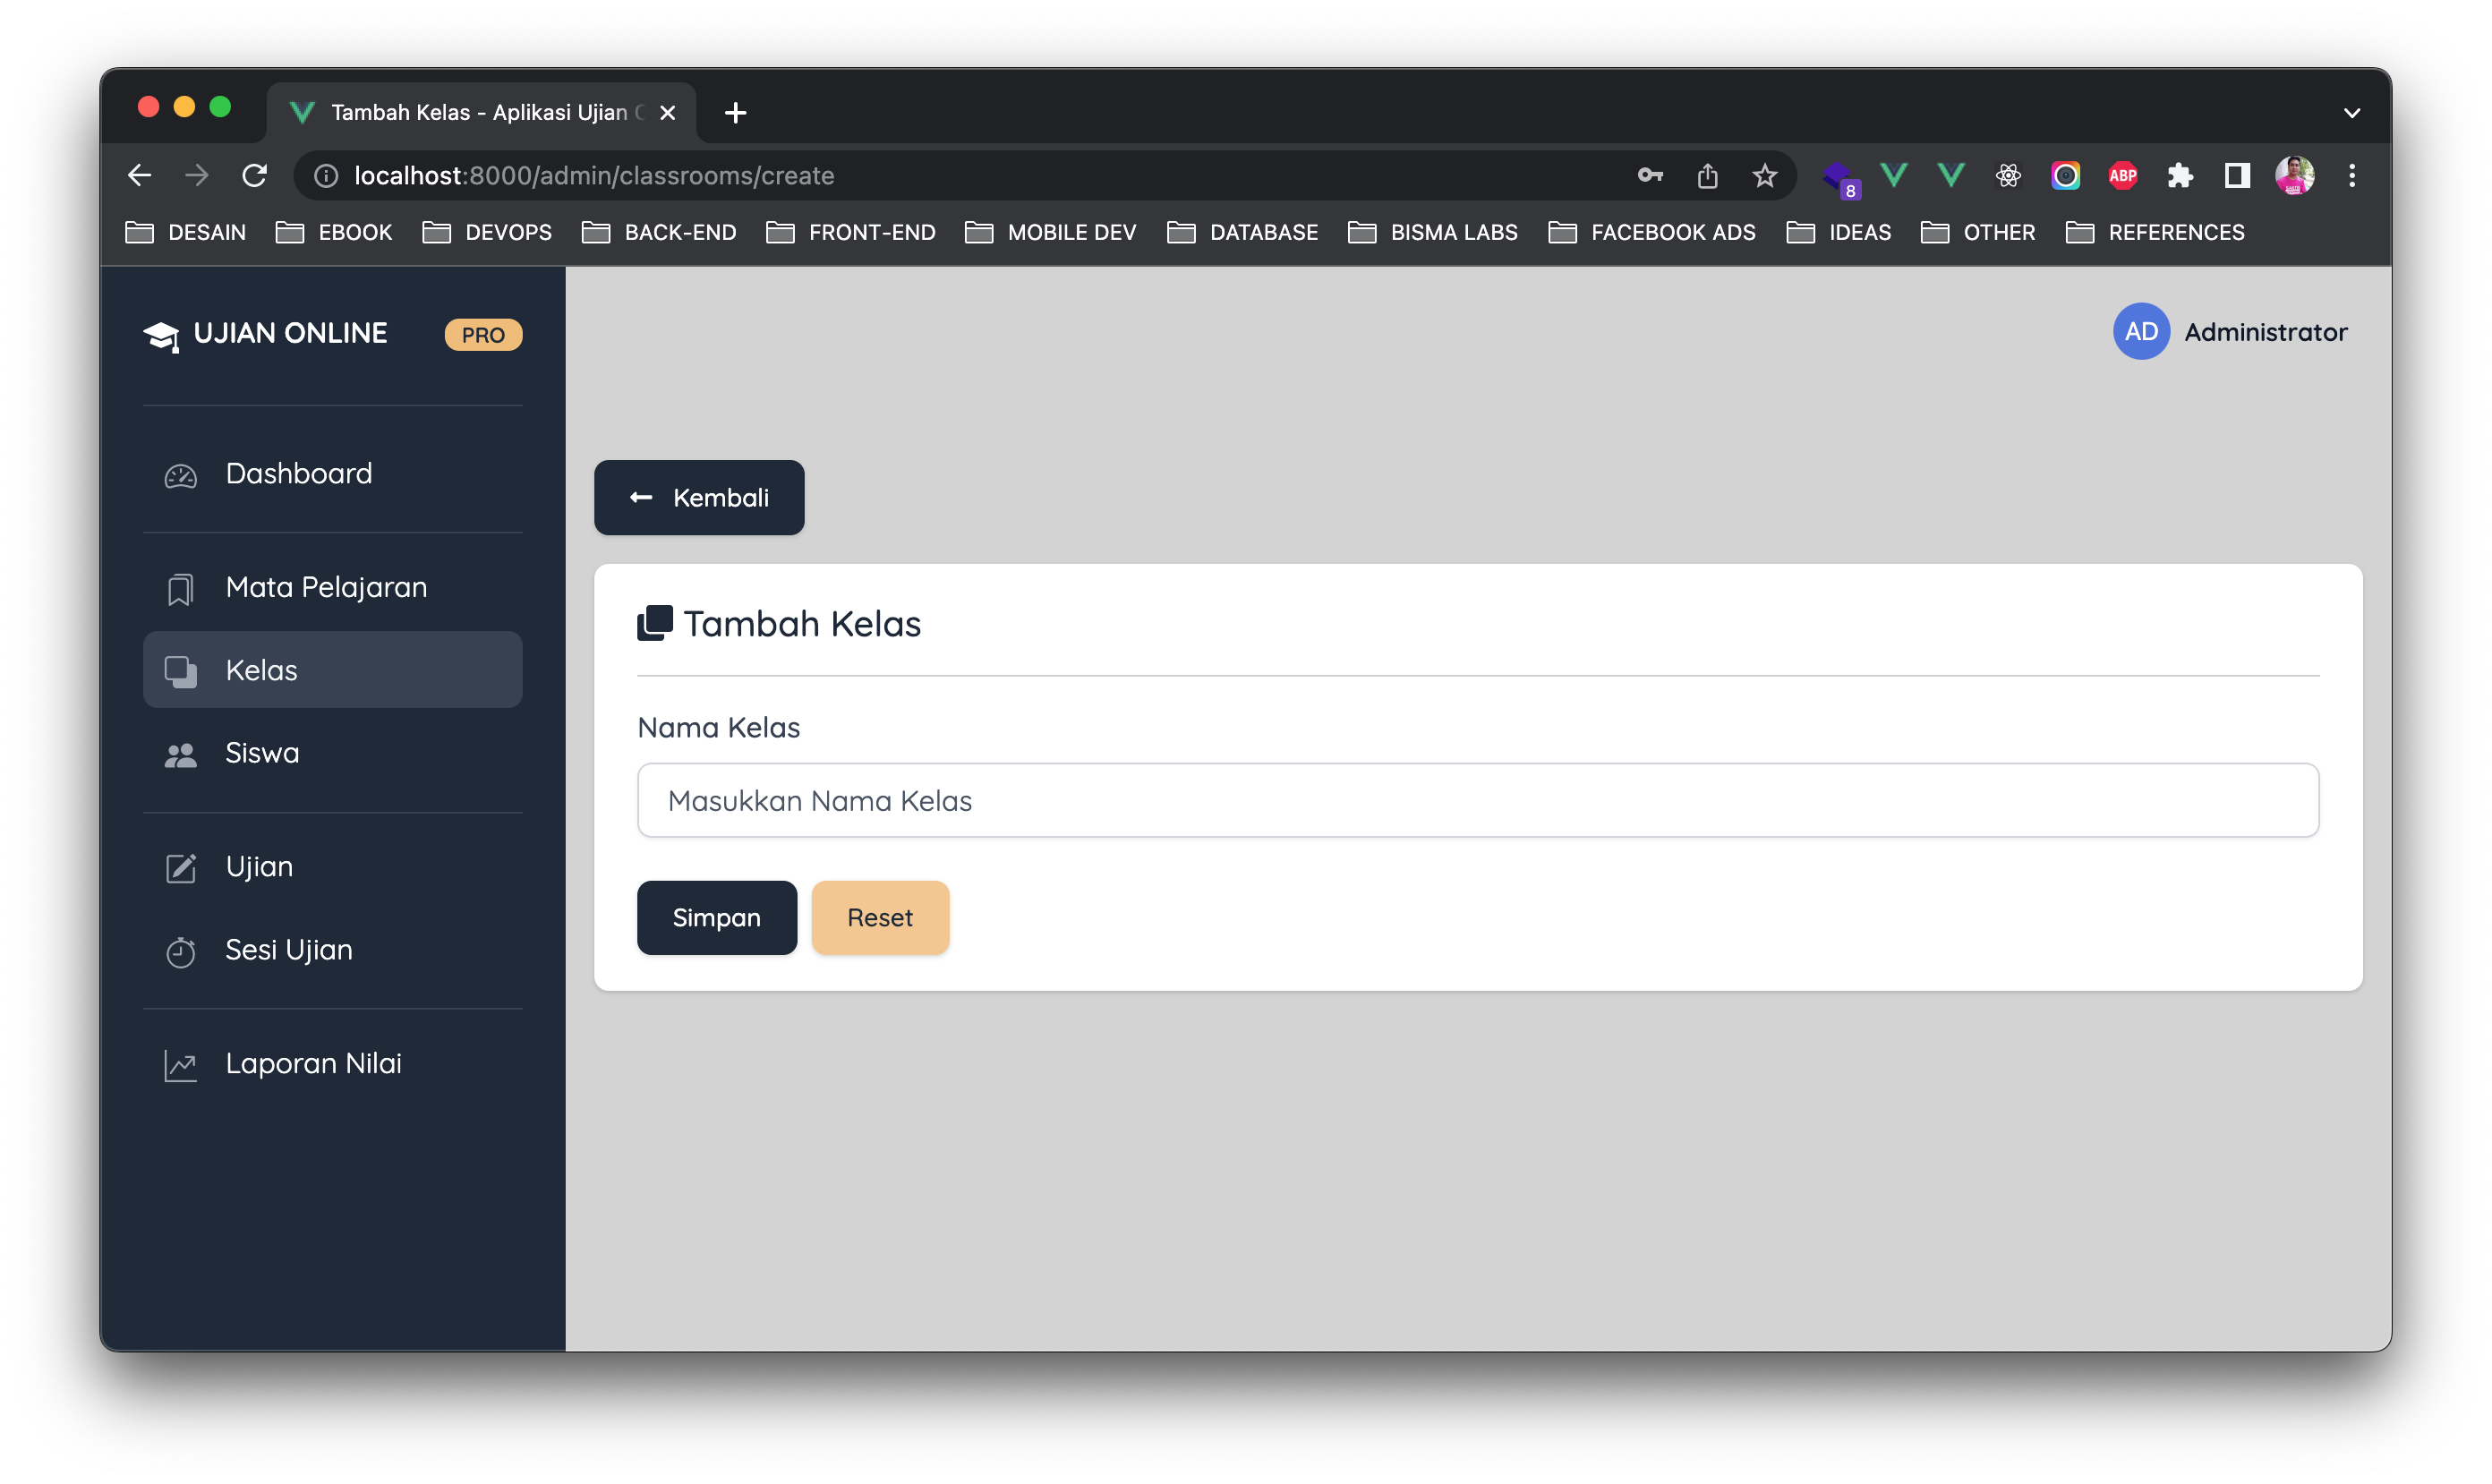 Tambah Kelas - Aplikasi Ujian
localhost:8000/admin/classrooms/create
8
ABP
DESAIN EBOOK DEVOPS BACK-END FRONT-END MOBILE DEV DATABASE BISMA LABS FACEBOOK ADS IDEAS OTHER REFERENCES
UJIAN ONLINE PRO
AD Administrator
Dashboard
Mata Pelajaran
Kelas
Siswa
Ujian
Sesi Ujian
Laporan Nilai
Kembali
Tambah Kelas
Nama Kelas
Masukkan Nama Kelas
Simpan Reset